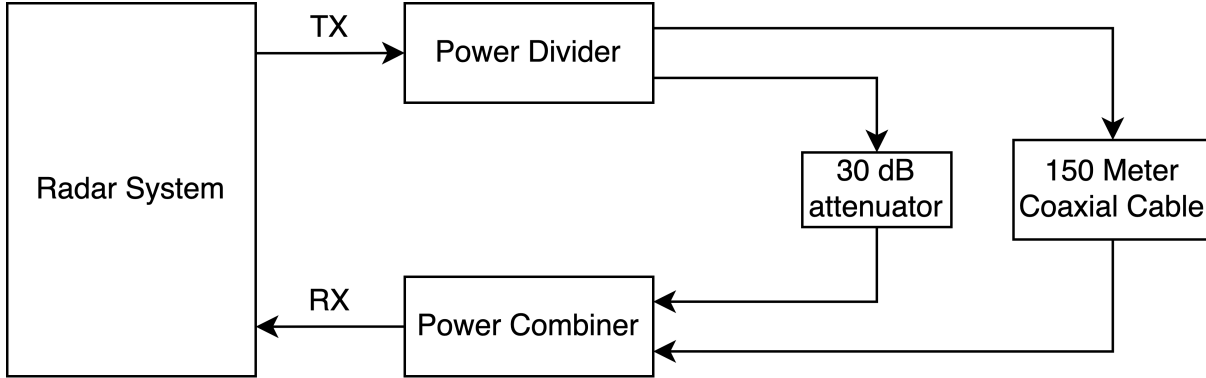 TX
Power Divider
Radar System
30 dB
attenuator
150 Meter
Coaxial Cable
RX
Power Combiner